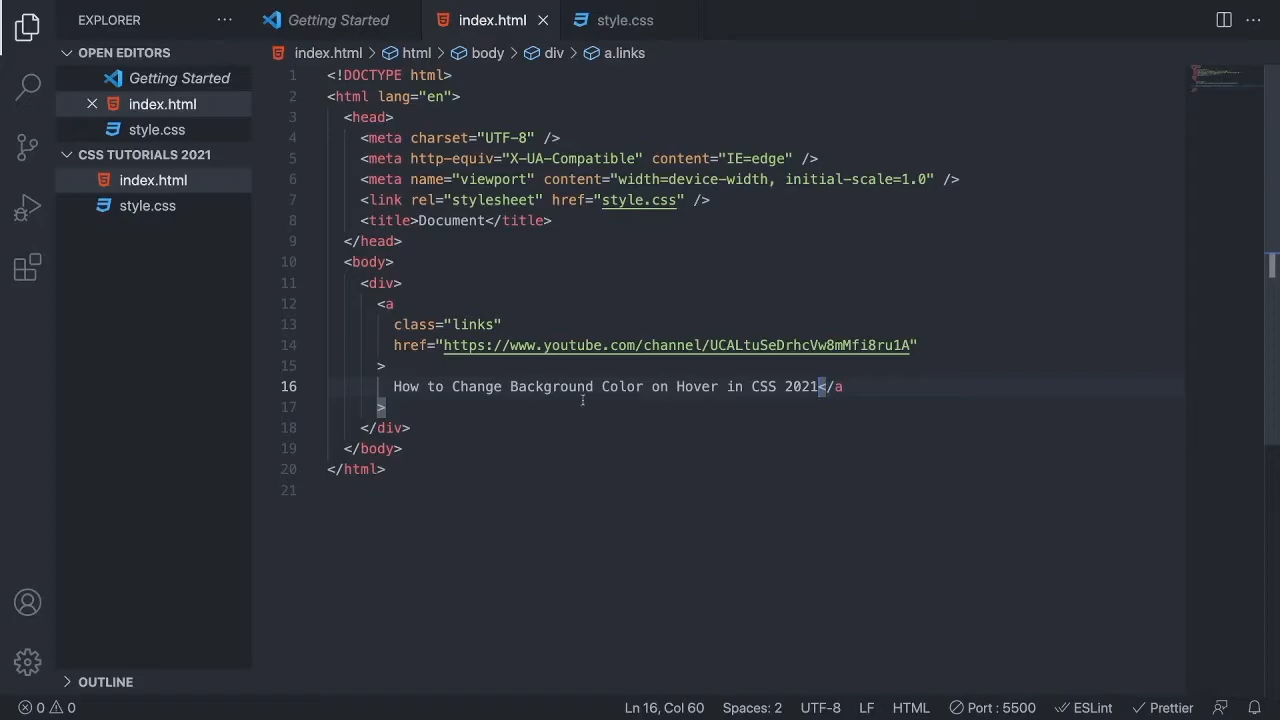 EXPLORER
Getting Started
index.html
style.css
OPEN EDITORS
Getting Started
index.html
style.css
CSS TUTORIALS 2021
index.html
style.css
index.html > html > body > div > a.links
1 <!DOCTYPE html>
2 <html lang="en">
3 <head>
4 <meta charset="UTF-8" />
5 <meta http-equiv="X-UA-Compatible" content="IE=edge" />
6 <meta name="viewport" content="width=device-width, initial-scale=1.0" />
7 <link rel="stylesheet" href="style.css" />
8 <title>Document</title>
9 </head>
10 <body>
11 <div>
12 <a
13 class="links"
14 href="https://www.youtube.com/channel/UCALtuSeDrhcVw8mMfi8ru1A"
15 >
16 How to Change Background Color on Hover in CSS 2021</a
17 >
18 </div>
19 </body>
20 </html>
21
OUTLINE
0 0 Ln 16, Col 60 Spaces: 2 UTF-8 LF HTML Port : 5500 ESLint Prettier